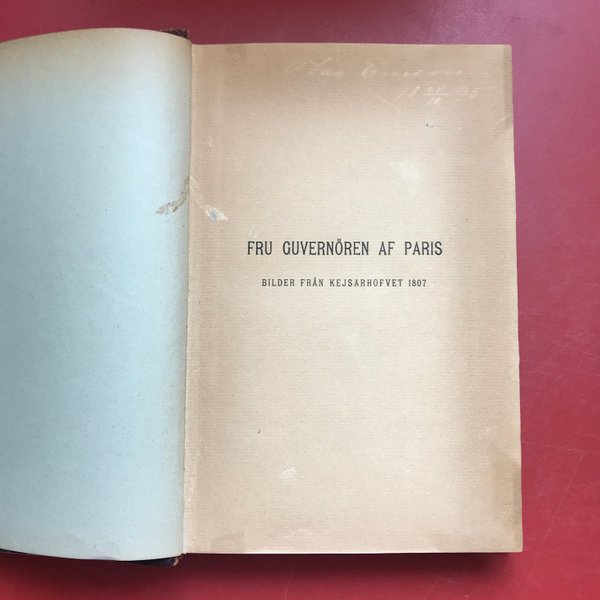 FRU GUVERNÖREN AF PARIS
BILDER FRÅN KEJSARHOFVET 1807